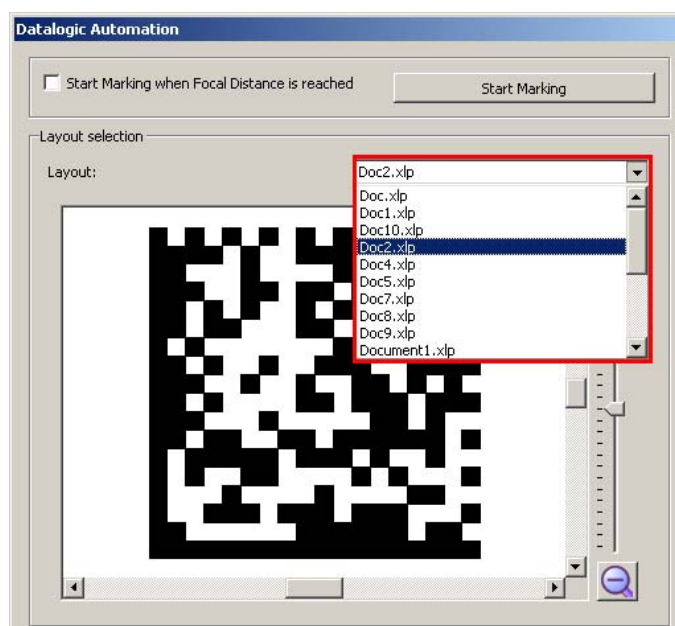 Datalogic Automation
Start Marking when Focal Distance is reached
Start Marking
Layout selection
Layout:
Doc2.xlp
Doc.xlp
Doc1.xlp
Doc10.xlp
Doc2.xlp
Doc4.xlp
Doc5.xlp
Doc7.xlp
Doc8.xlp
Doc9.xlp
Document1.xlp